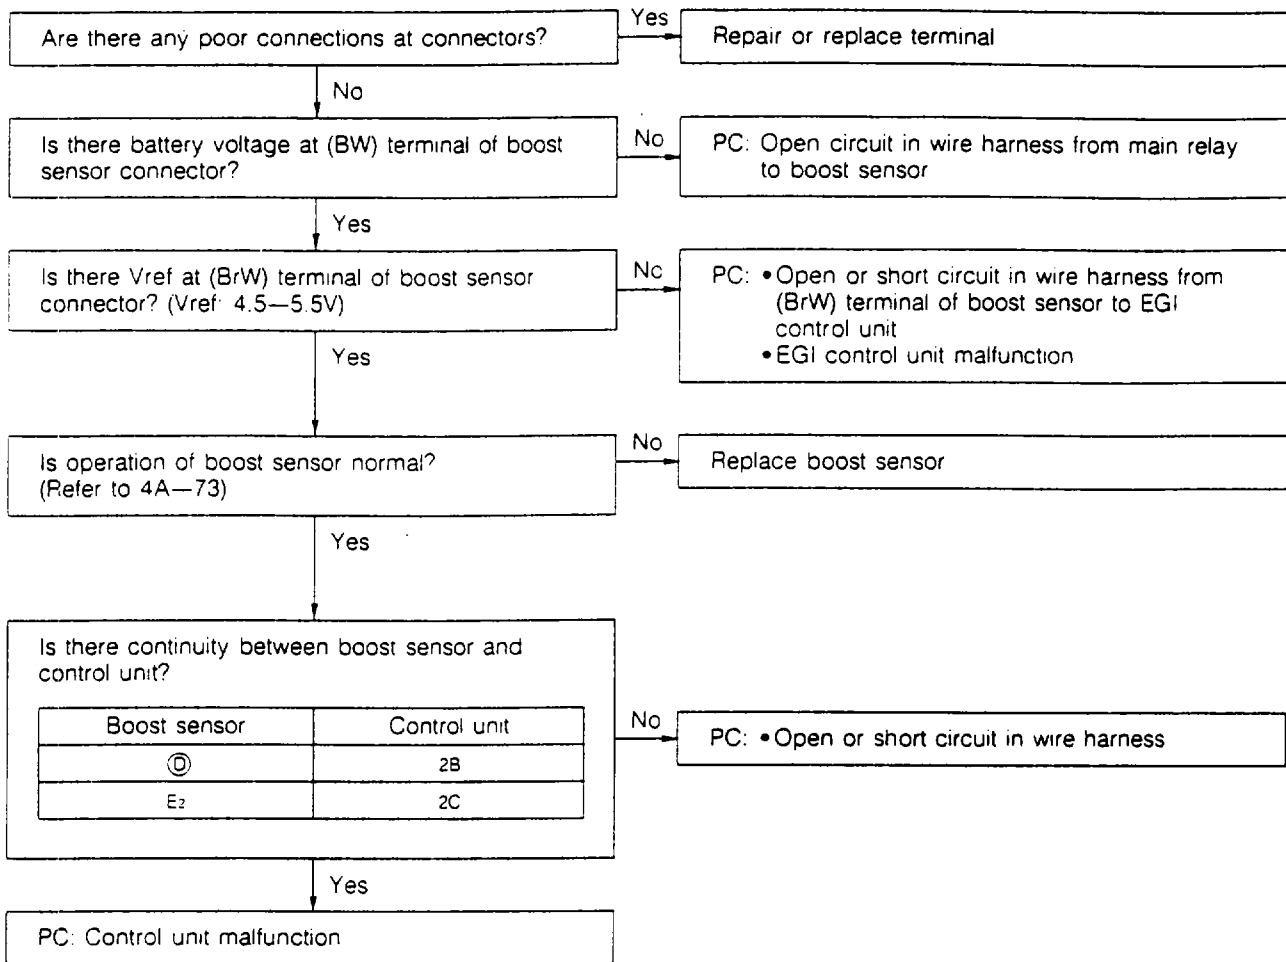 Are there any poor connections at connectors?
Yes
Repair or replace terminal
No
Is there battery voltage at (BW) terminal of boost
sensor connector?
No
PC: Open circuit in wire harness from main relay
to boost sensor
Yes
Is there Vref at (BrW) terminal of boost sensor
connector? (Vref: 4.5—5.5V)
No
PC: • Open or short circuit in wire harness from
(BrW) terminal of boost sensor to EGI
control unit
• EGI control unit malfunction
Yes
Is operation of boost sensor normal?
(Refer to 4A—73)
No
Replace boost sensor
Yes
Is there continuity between boost sensor and
control unit?
Boost sensor Control unit
Ⓓ 2B
E2 2C
No
PC: • Open or short circuit in wire harness
Yes
PC: Control unit malfunction